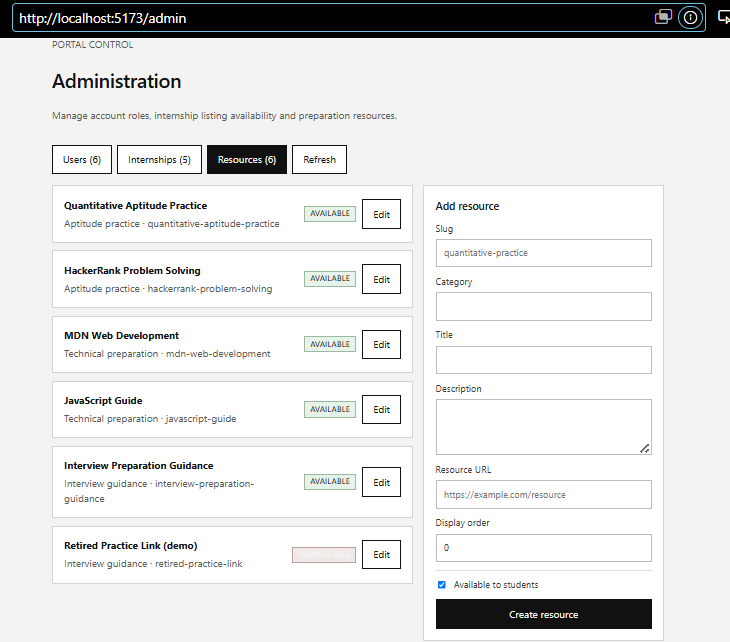 http://localhost:5173/admin
PORTAL CONTROL
Administration
Manage account roles, internship listing availability and preparation resources.
Users (6)
Internships (5)
Resources (6)
Refresh
Quantitative Aptitude Practice
Aptitude practice · quantitative-aptitude-practice
AVAILABLE
Edit
HackerRank Problem Solving
Aptitude practice · hackerrank-problem-solving
AVAILABLE
Edit
MDN Web Development
Technical preparation · mdn-web-development
AVAILABLE
Edit
JavaScript Guide
Technical preparation · javascript-guide
AVAILABLE
Edit
Interview Preparation Guidance
Interview guidance · interview-preparation-
guidance
AVAILABLE
Edit
Retired Practice Link (demo)
Interview guidance · retired-practice-link
UNAVAILABLE
Edit
Add resource
Slug
quantitative-practice
Category
Title
Description
Resource URL
https://example.com/resource
Display order
0
Available to students
Create resource